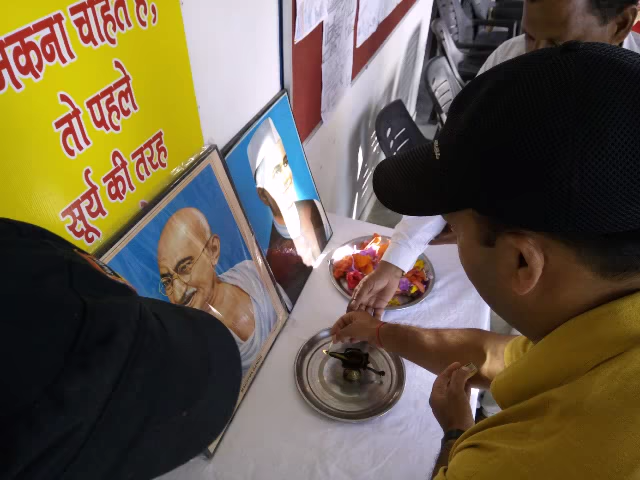 चाहते हैं,
तो पहले
सूर्य की तरह